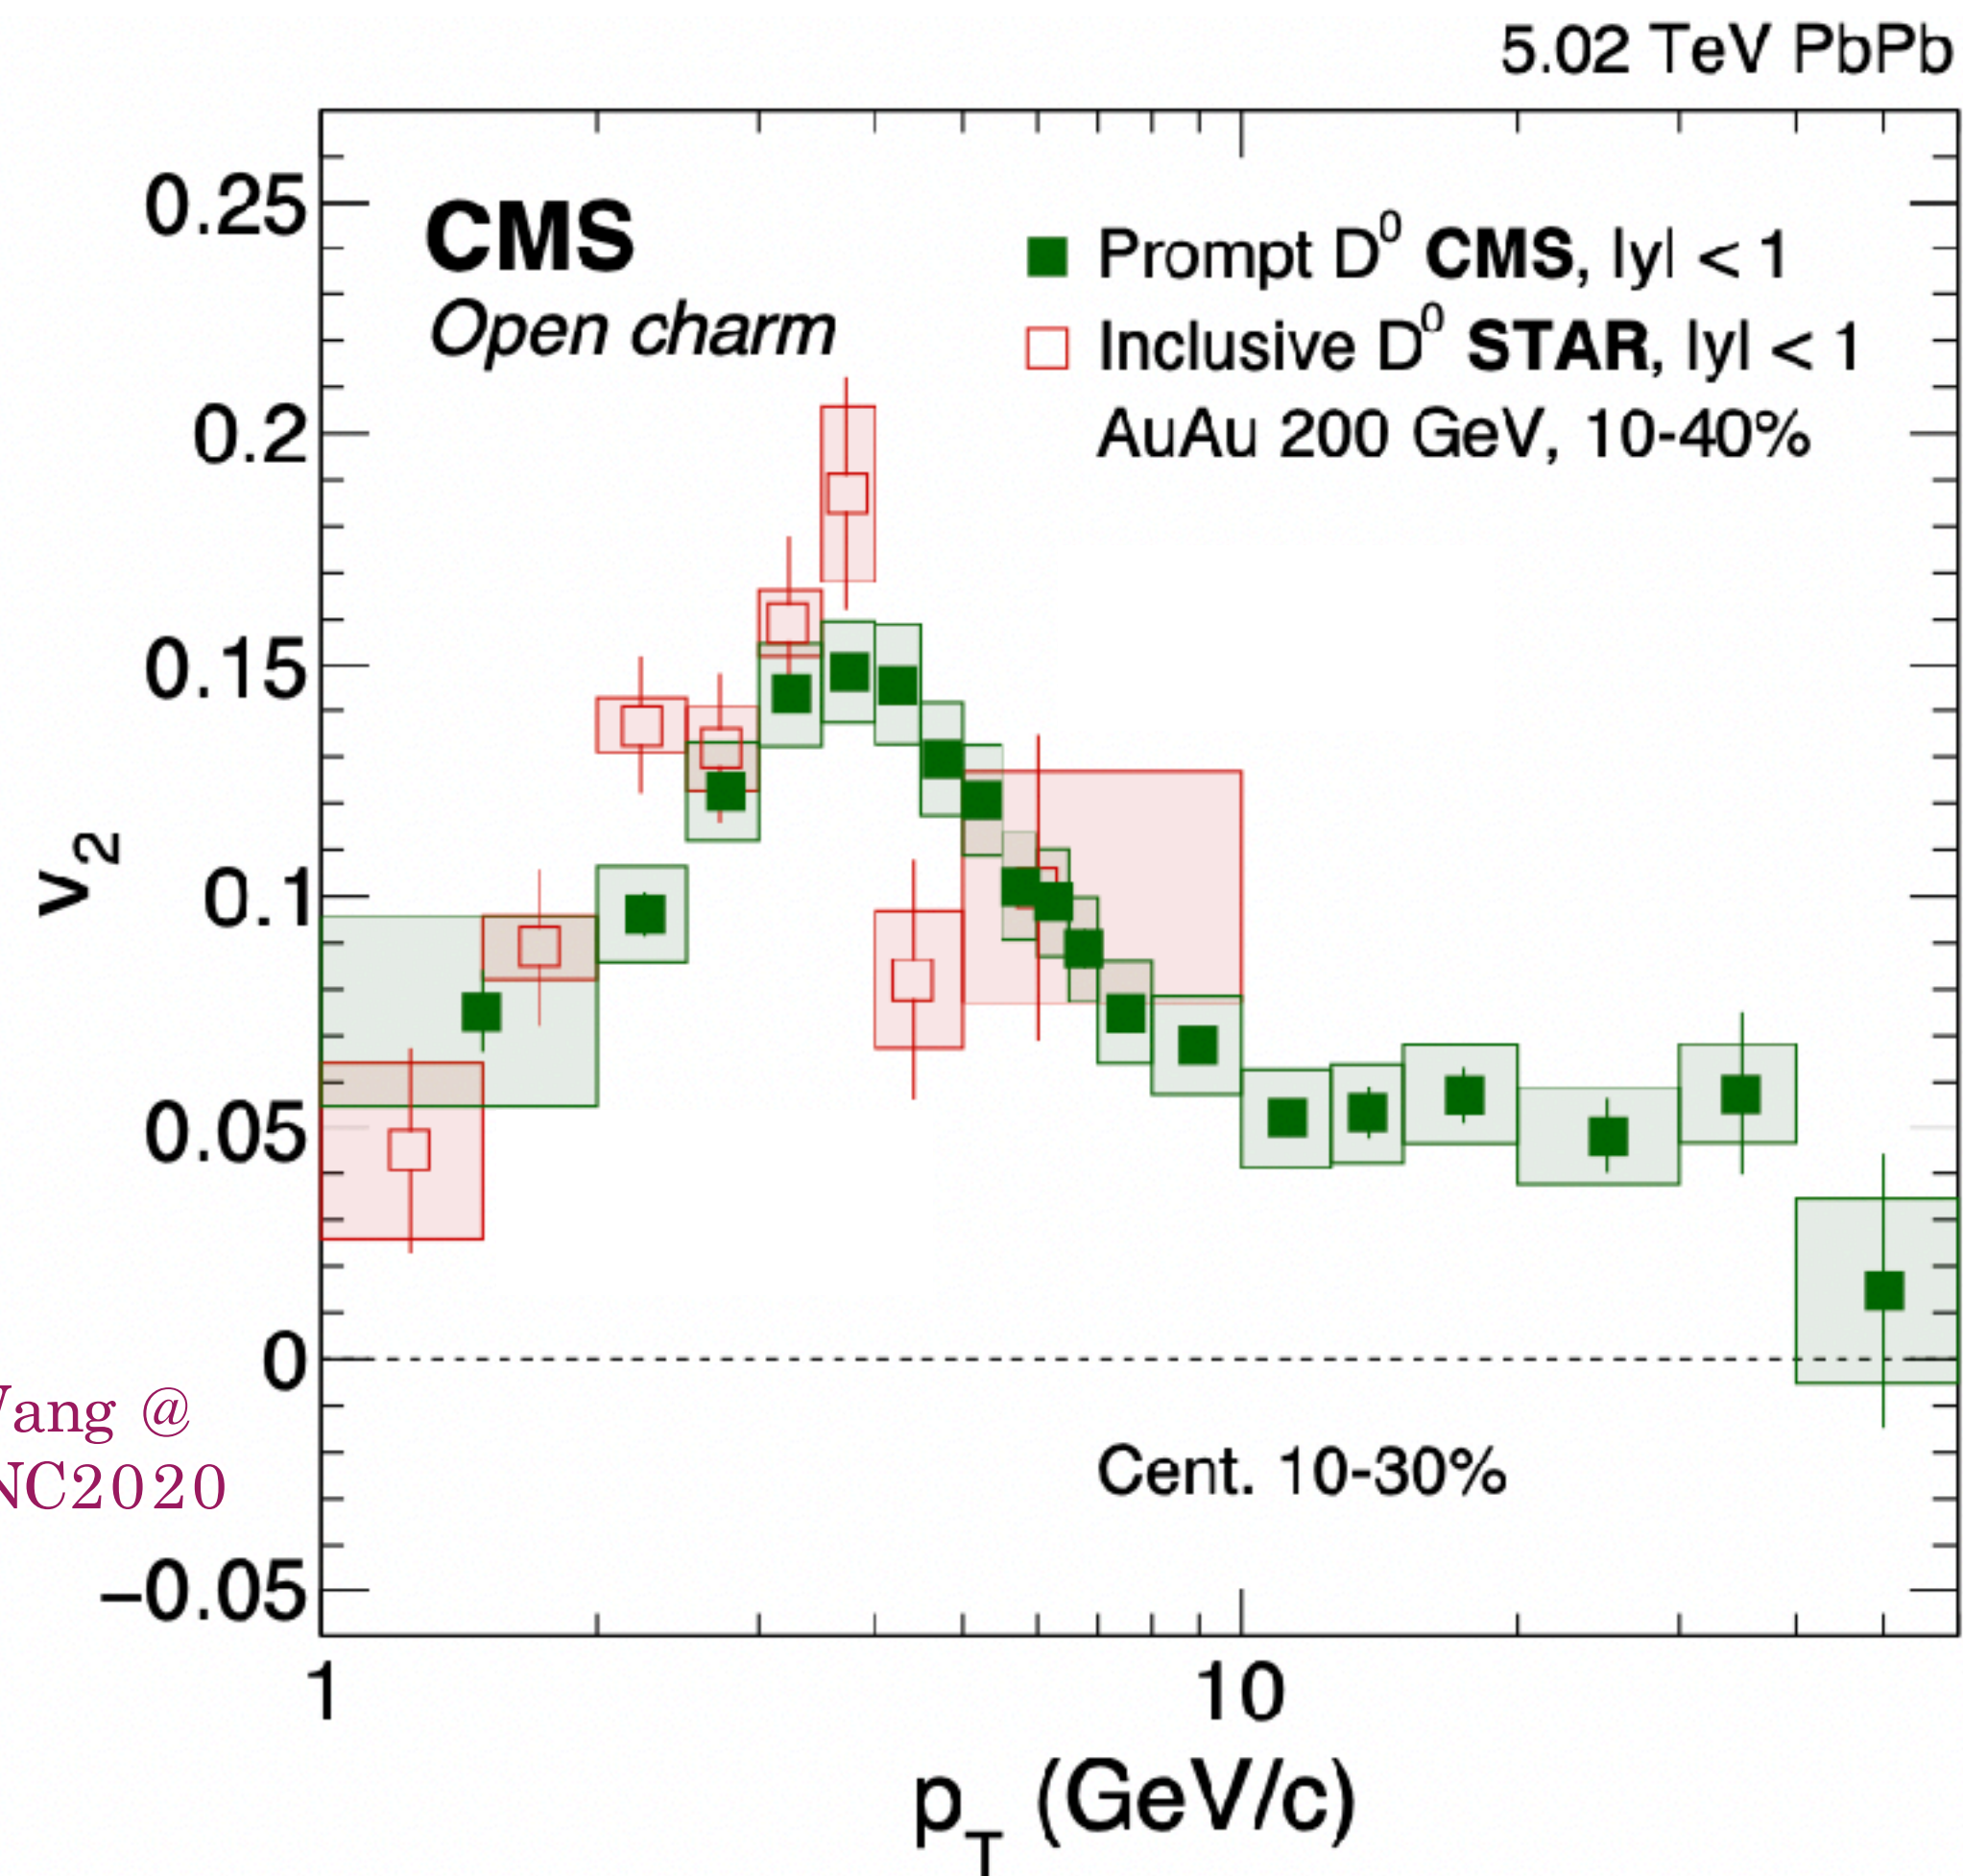 5.02 TeV PbPb
CMS
Open charm
Prompt D⁰ CMS, |y| < 1
Inclusive D⁰ STAR, |y| < 1
AuAu 200 GeV, 10-40%
0.25
0.2
0.15
0.1
0.05
0
−0.05
v₂
Cent. 10-30%
1
10
p_T (GeV/c)
ang @
NC2020